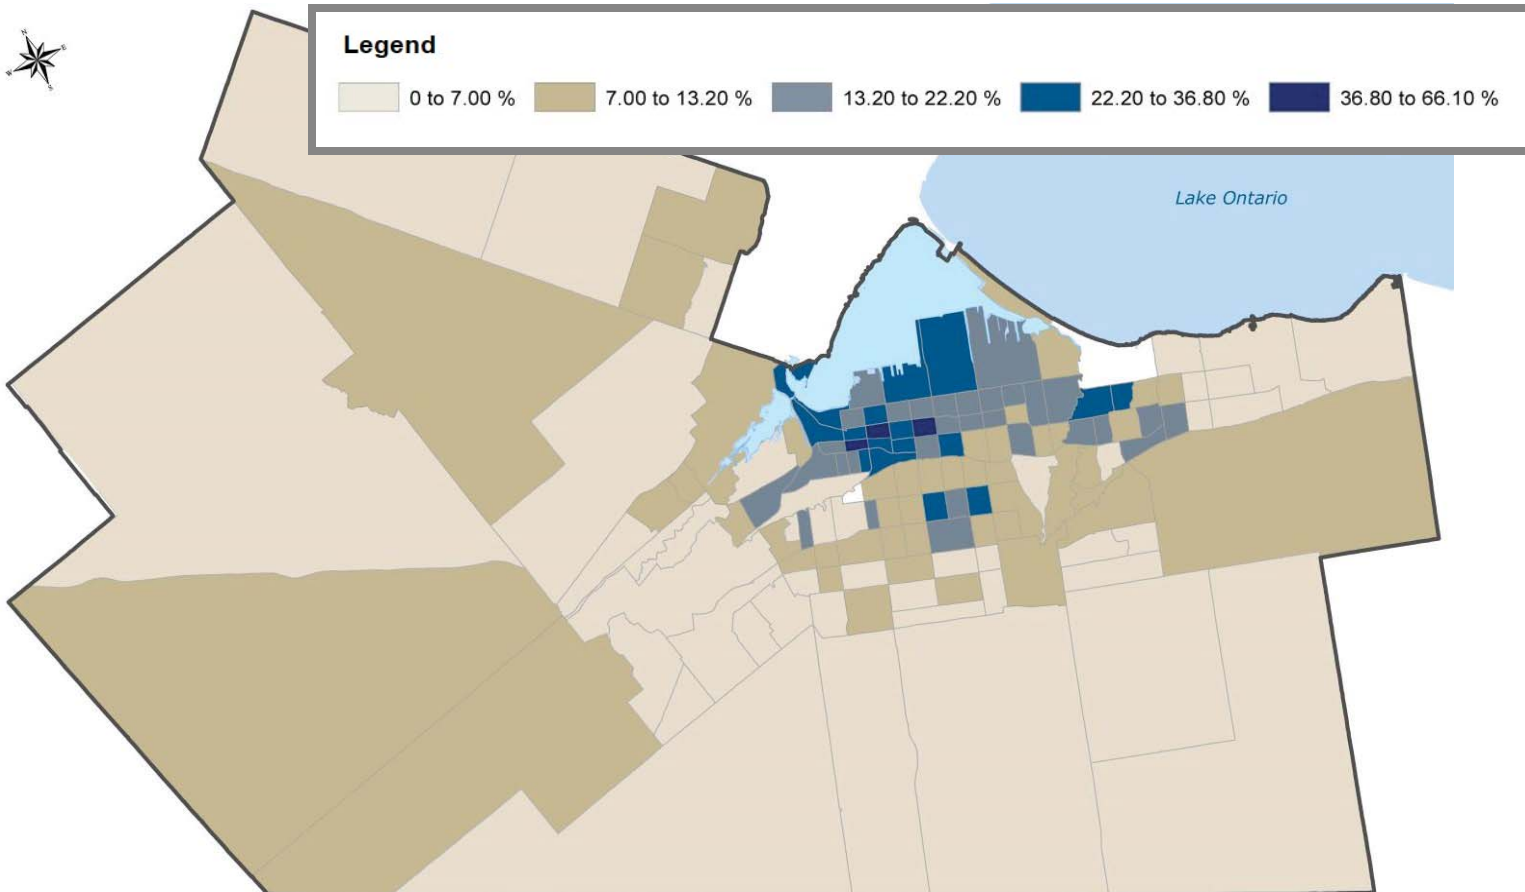 N
E
W
S
Legend
0 to 7.00 %
7.00 to 13.20 %
13.20 to 22.20 %
22.20 to 36.80 %
36.80 to 66.10 %
Lake Ontario